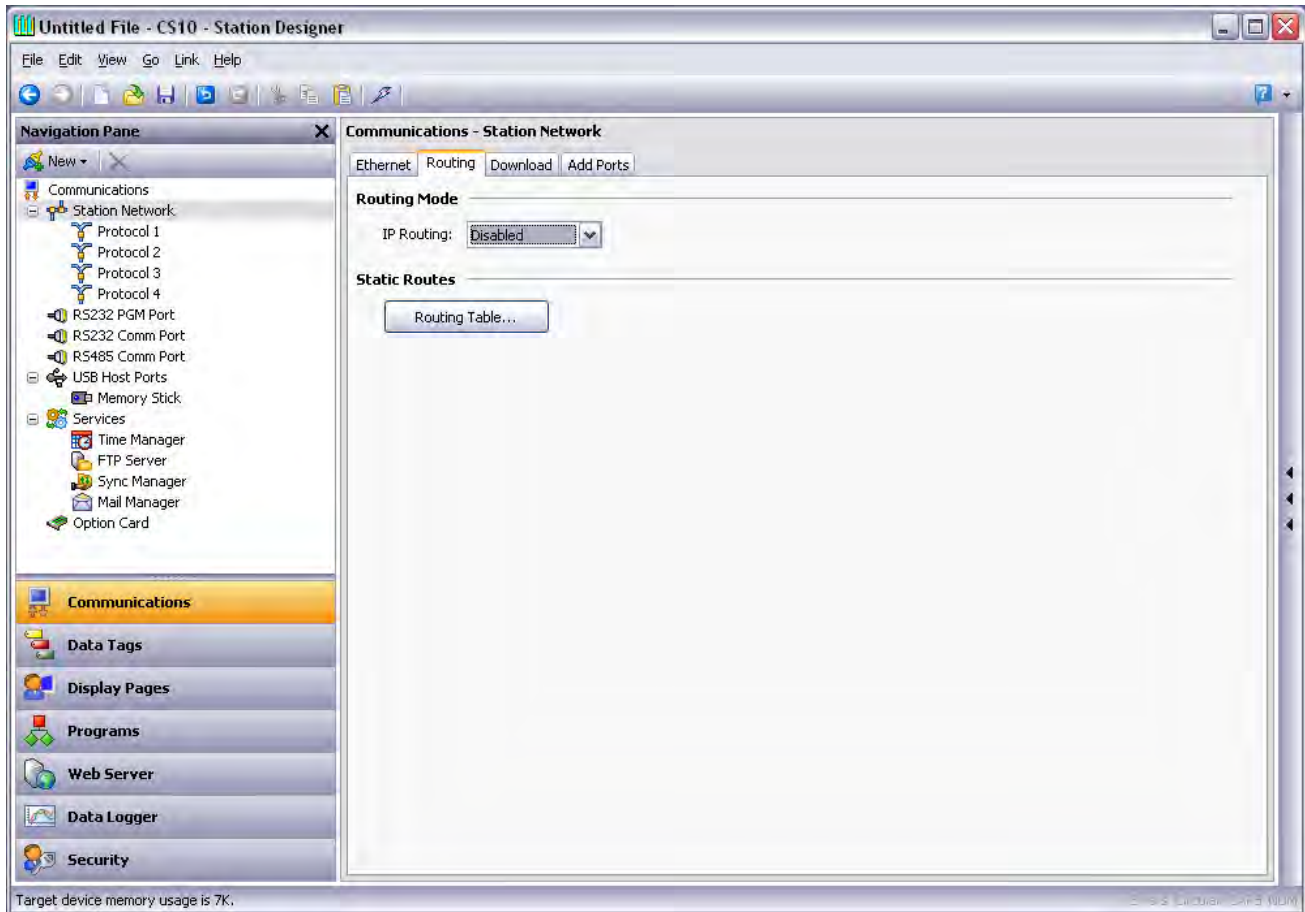 Untitled File - CS10 - Station Designer
File Edit View Go Link Help
Navigation Pane
New
Communications
Station Network
Protocol 1
Protocol 2
Protocol 3
Protocol 4
RS232 PGM Port
RS232 Comm Port
RS485 Comm Port
USB Host Ports
Memory Stick
Services
Time Manager
FTP Server
Sync Manager
Mail Manager
Option Card
Communications
Data Tags
Display Pages
Programs
Web Server
Data Logger
Security
Communications - Station Network
Ethernet Routing Download Add Ports
Routing Mode
IP Routing: Disabled
Static Routes
Routing Table...
Target device memory usage is 7K.
NUM